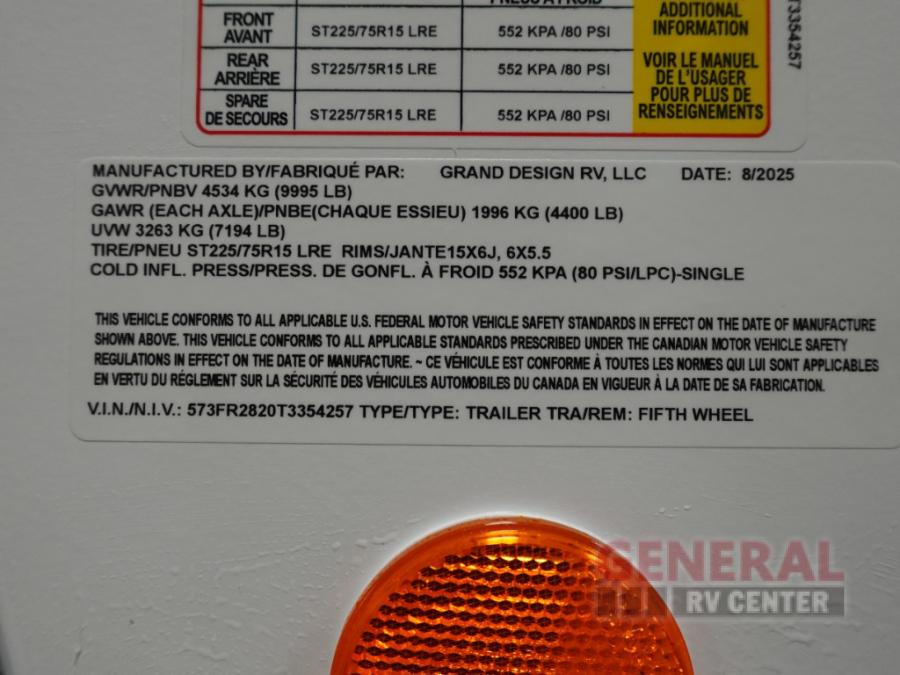 ADDITIONAL
INFORMATION
FRONT
AVANT
ST225/75R15 LRE
552 KPA /80 PSI
REAR
ARRIÈRE
ST225/75R15 LRE
552 KPA /80 PSI
SPARE
DE SECOURS
ST225/75R15 LRE
552 KPA /80 PSI
VOIR LE MANUEL
DE L'USAGER
POUR PLUS DE
RENSEIGNEMENTS
T3354257
MANUFACTURED BY/FABRIQUÉ PAR: GRAND DESIGN RV, LLC DATE: 8/2025
GVWR/PNBV 4534 KG (9995 LB)
GAWR (EACH AXLE)/PNBE(CHAQUE ESSIEU) 1996 KG (4400 LB)
UVW 3263 KG (7194 LB)
TIRE/PNEU ST225/75R15 LRE RIMS/JANTE15X6J, 6X5.5
COLD INFL. PRESS/PRESS. DE GONFL. À FROID 552 KPA (80 PSI/LPC)-SINGLE
THIS VEHICLE CONFORMS TO ALL APPLICABLE U.S. FEDERAL MOTOR VEHICLE SAFETY STANDARDS IN EFFECT ON THE DATE OF MANUFACTURE
SHOWN ABOVE. THIS VEHICLE CONFORMS TO ALL APPLICABLE STANDARDS PRESCRIBED UNDER THE CANADIAN MOTOR VEHICLE SAFETY
REGULATIONS IN EFFECT ON THE DATE OF MANUFACTURE. ~ CE VÉHICULE EST CONFORME À TOUTES LES NORMES QUI LUI SONT APPLICABLES
EN VERTU DU RÉGLEMENT SUR LA SÉCURITÉ DES VÉHICULES AUTOMOBILES DU CANADA EN VIGUEUR À LA DATE DE SA FABRICATION.
V.I.N./N.I.V.: 573FR2820T3354257 TYPE/TYPE: TRAILER TRA/REM: FIFTH WHEEL
GENERAL
RV CENTER